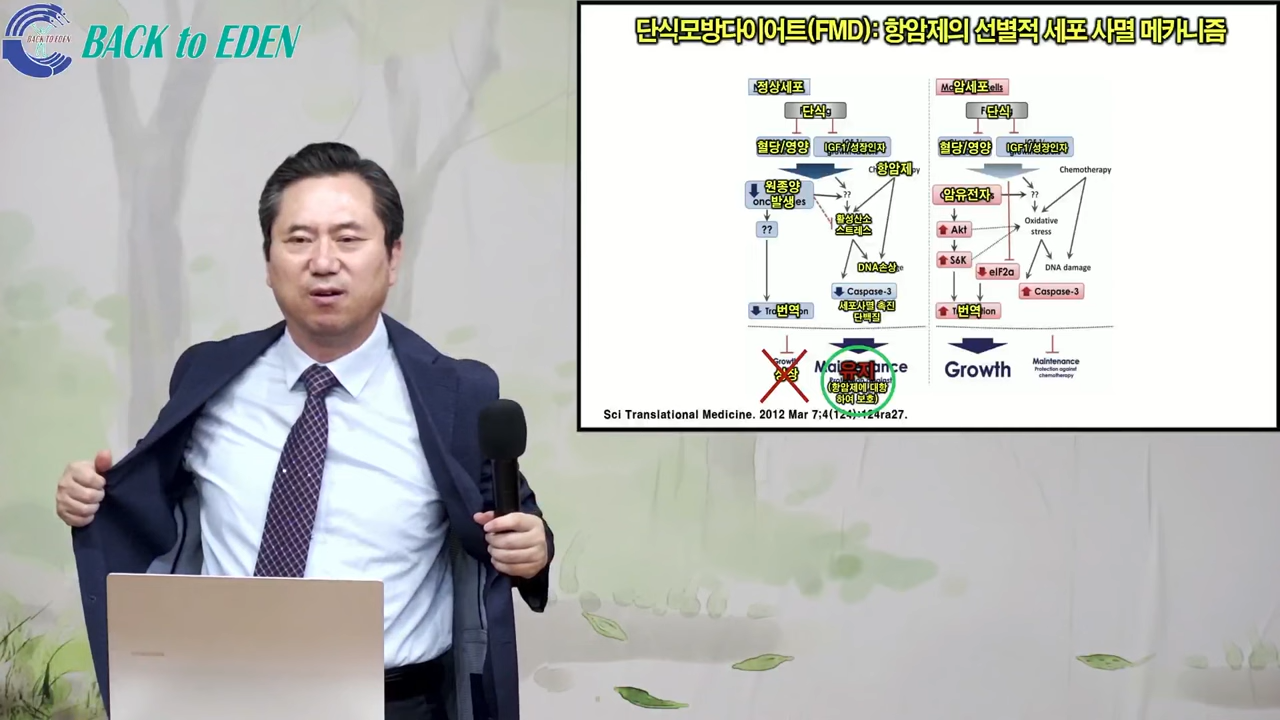 BACK TO EDEN
BACK to EDEN
단식모방다이어트(FMD): 항암제의 선별적 세포 사멸 메카니즘
정상세포
단식
혈당/영양
IGF1/성장인자
항암제
원종양
발생
??
활성산소
스트레스
??
DNA손상
Caspase-3
번역
세포사멸 촉진
단백질
성장
유지
(항암제에 대항
하여 보호)
암세포
단식
혈당/영양
IGF1/성장인자
Chemotherapy
암유전자
??
Oxidative
stress
Akt
S6K
eIF2a
DNA damage
Caspase-3
번역
Growth
Maintenance
Protection against
chemotherapy
Sci Translational Medicine. 2012 Mar 7;4(124):124ra27.